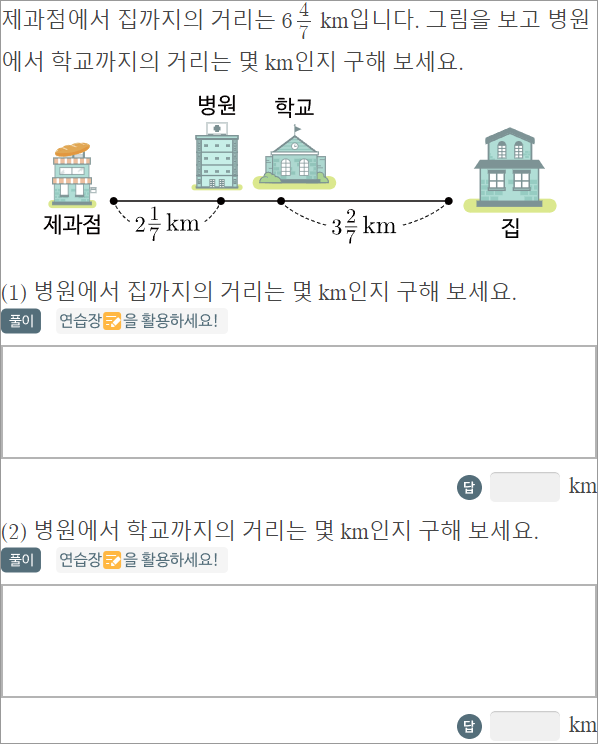 제과점에서 집까지의 거리는 6 4/7 km입니다. 그림을 보고 병원
에서 학교까지의 거리는 몇 km인지 구해 보세요.
병원 학교
제과점 2 1/7 km 3 2/7 km 집
(1) 병원에서 집까지의 거리는 몇 km인지 구해 보세요.
풀이 연습장을 활용하세요!
답 km
(2) 병원에서 학교까지의 거리는 몇 km인지 구해 보세요.
풀이 연습장을 활용하세요!
답 km